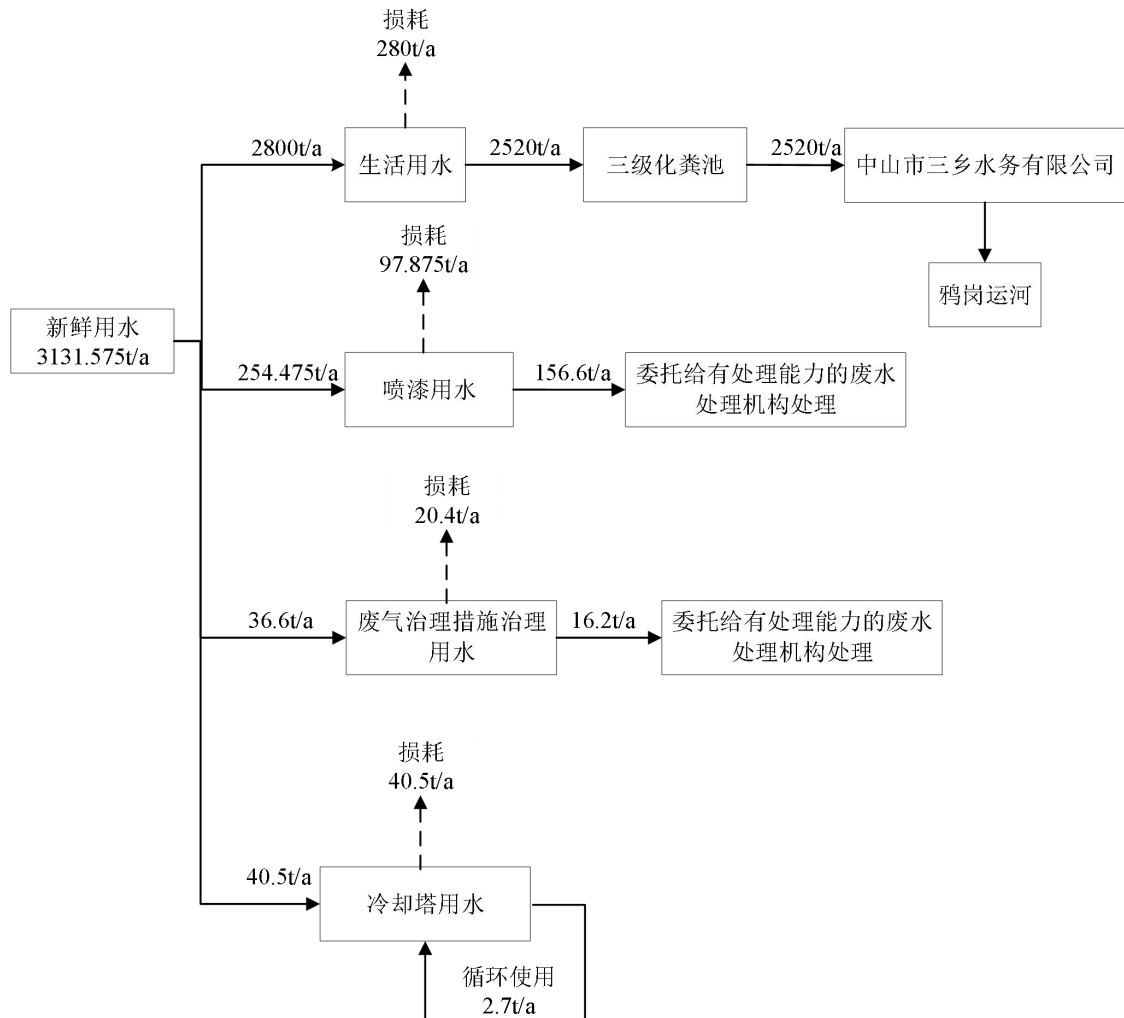 损耗
280t/a
2800t/a
生活用水
2520t/a
三级化粪池
2520t/a
中山市三乡水务有限公司
鸦岗运河
损耗
97.875t/a
新鲜用水
3131.575t/a
254.475t/a
喷漆用水
156.6t/a
委托给有处理能力的废水
处理机构处理
损耗
20.4t/a
36.6t/a
废气治理措施治理
用水
16.2t/a
委托给有处理能力的废水
处理机构处理
损耗
40.5t/a
40.5t/a
冷却塔用水
循环使用
2.7t/a